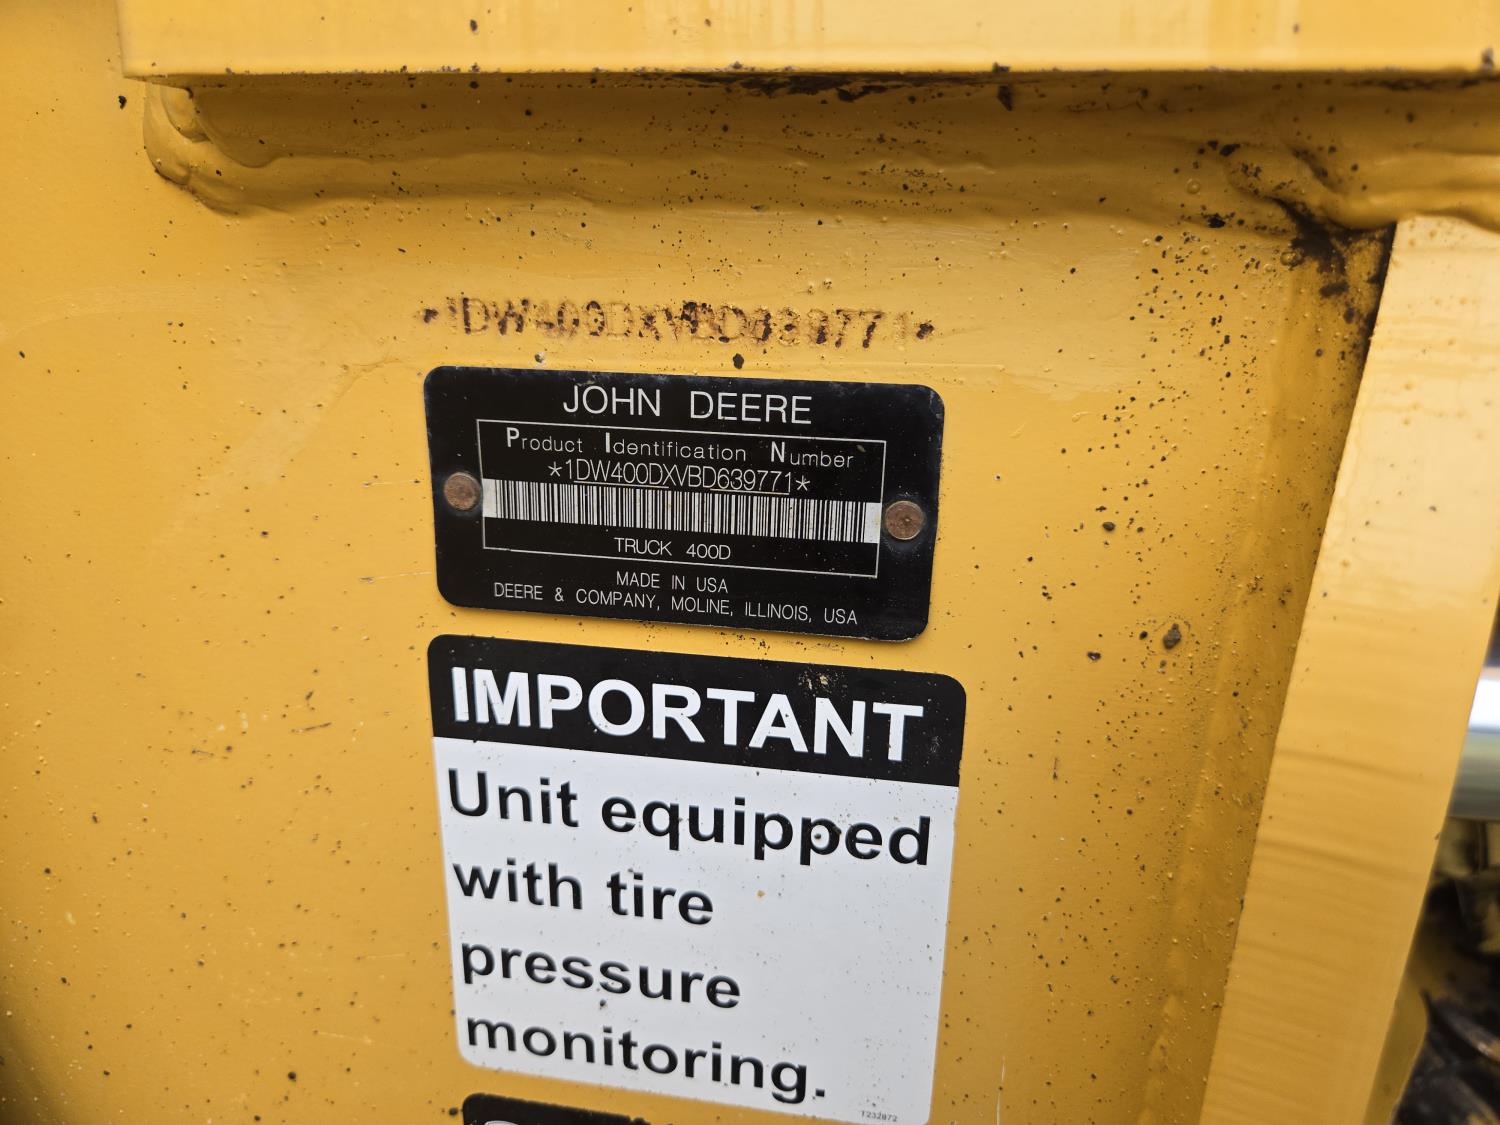 *1DW400DXVBD639771*
JOHN DEERE
Product Identification Number
*1DW400DXVBD639771*
TRUCK 400D
MADE IN USA
DEERE & COMPANY, MOLINE, ILLINOIS, USA
IMPORTANT
Unit equipped
with tire
pressure
monitoring.
T232872